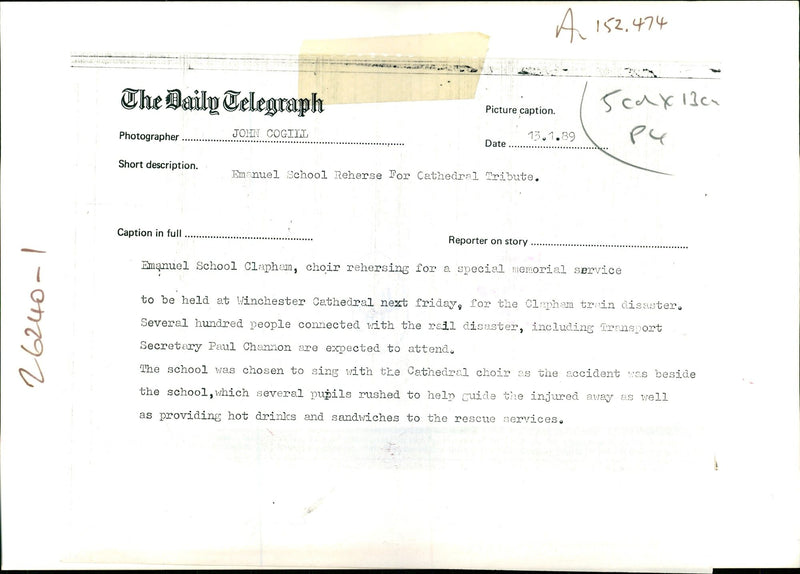 A 152.474
The Daily Telegraph
Picture caption.
5cm x 13cm
P4
Photographer JOHN COGILL
Date 13.1.89
Short description.
Emanuel School Reherse For Cathedral Tribute.
Caption in full
Reporter on story
Emanuel School Clapham, choir rehersing for a special memorial service
to be held at Winchester Cathedral next friday, for the Clapham train disaster.
Several hundred people connected with the rail disaster, including Transport
Secretary Paul Channon are expected to attend.
The school was chosen to sing with the Cathedral choir as the accident was beside
the school,which several pupils rushed to help guide the injured away as well
as providing hot drinks and sandwiches to the rescue services.
26240-1